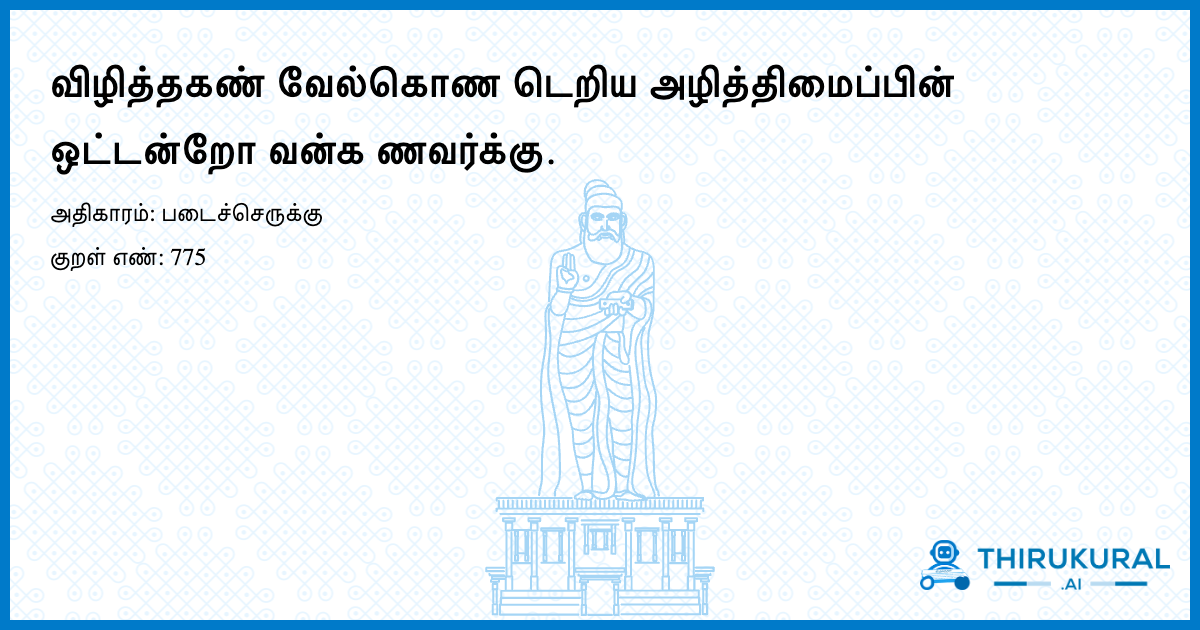 விழித்தகண் வேல்கொண டெறிய அழித்திமைப்பின்
ஒட்டன்றோ வன்க ணவர்க்கு.
அதிகாரம்: படைச்செருக்கு
குறள் எண்: 775
THIRUKURAL
.AI